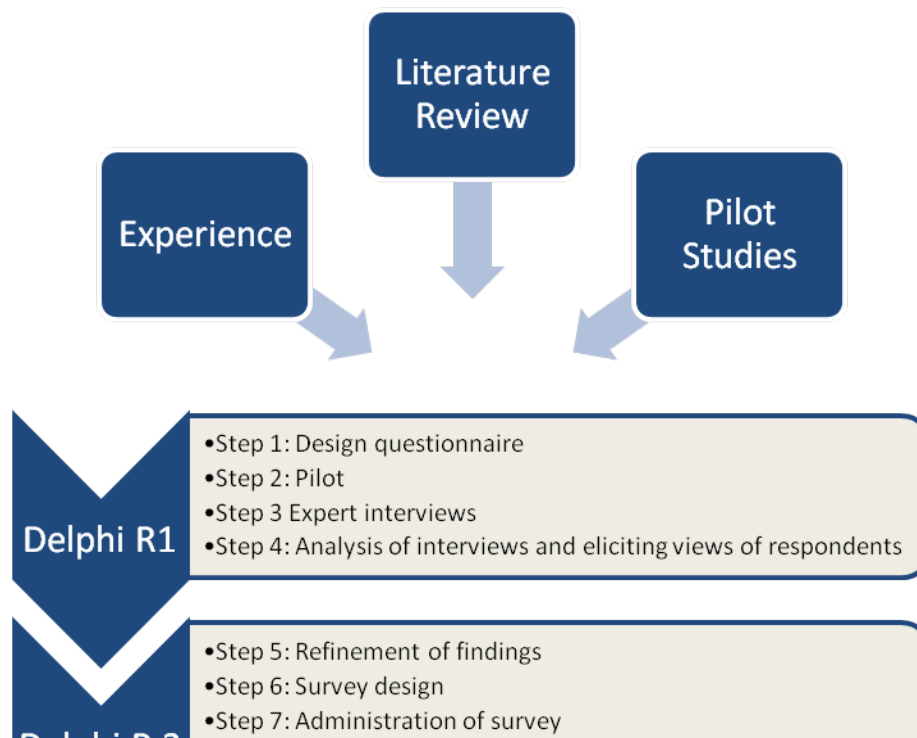 Literature
Review
Experience
Pilot
Studies
Delphi R1
•Step 1: Design questionnaire
•Step 2: Pilot
•Step 3 Expert interviews
•Step 4: Analysis of interviews and eliciting views of respondents
•Step 5: Refinement of findings
•Step 6: Survey design
•Step 7: Administration of survey
Delphi R 2